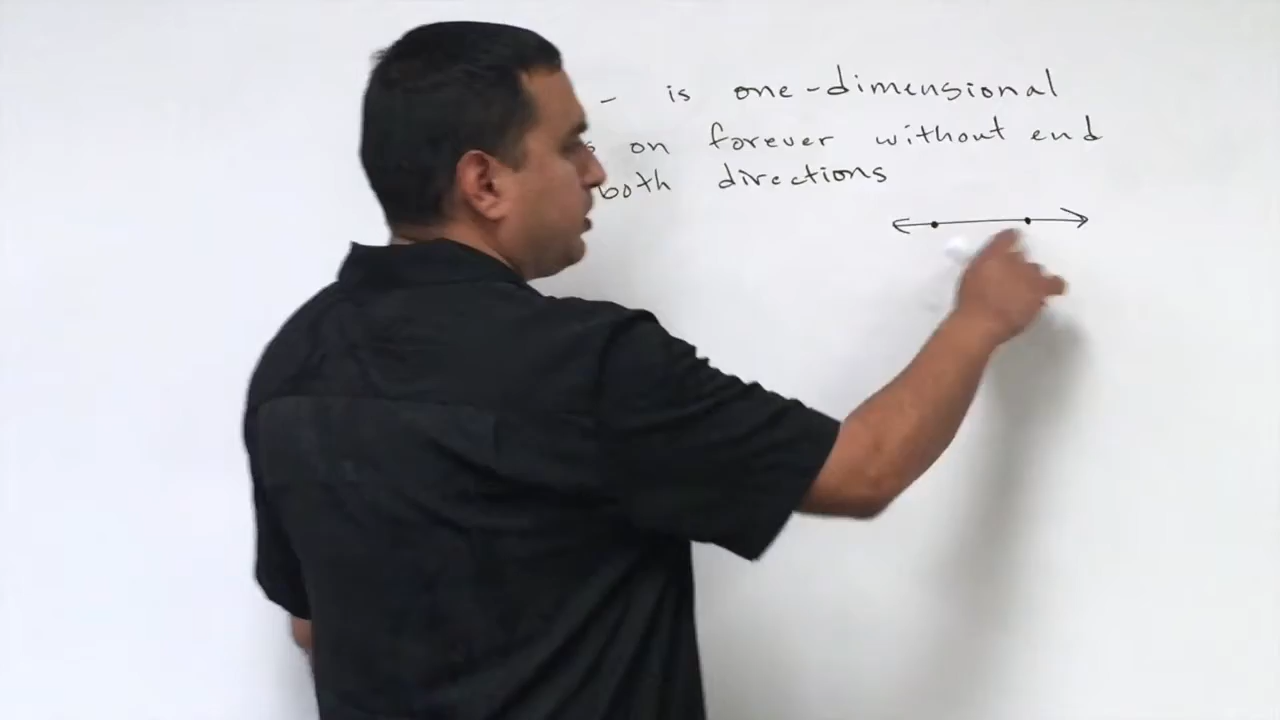 - is one-dimensional
on forever without end
both directions